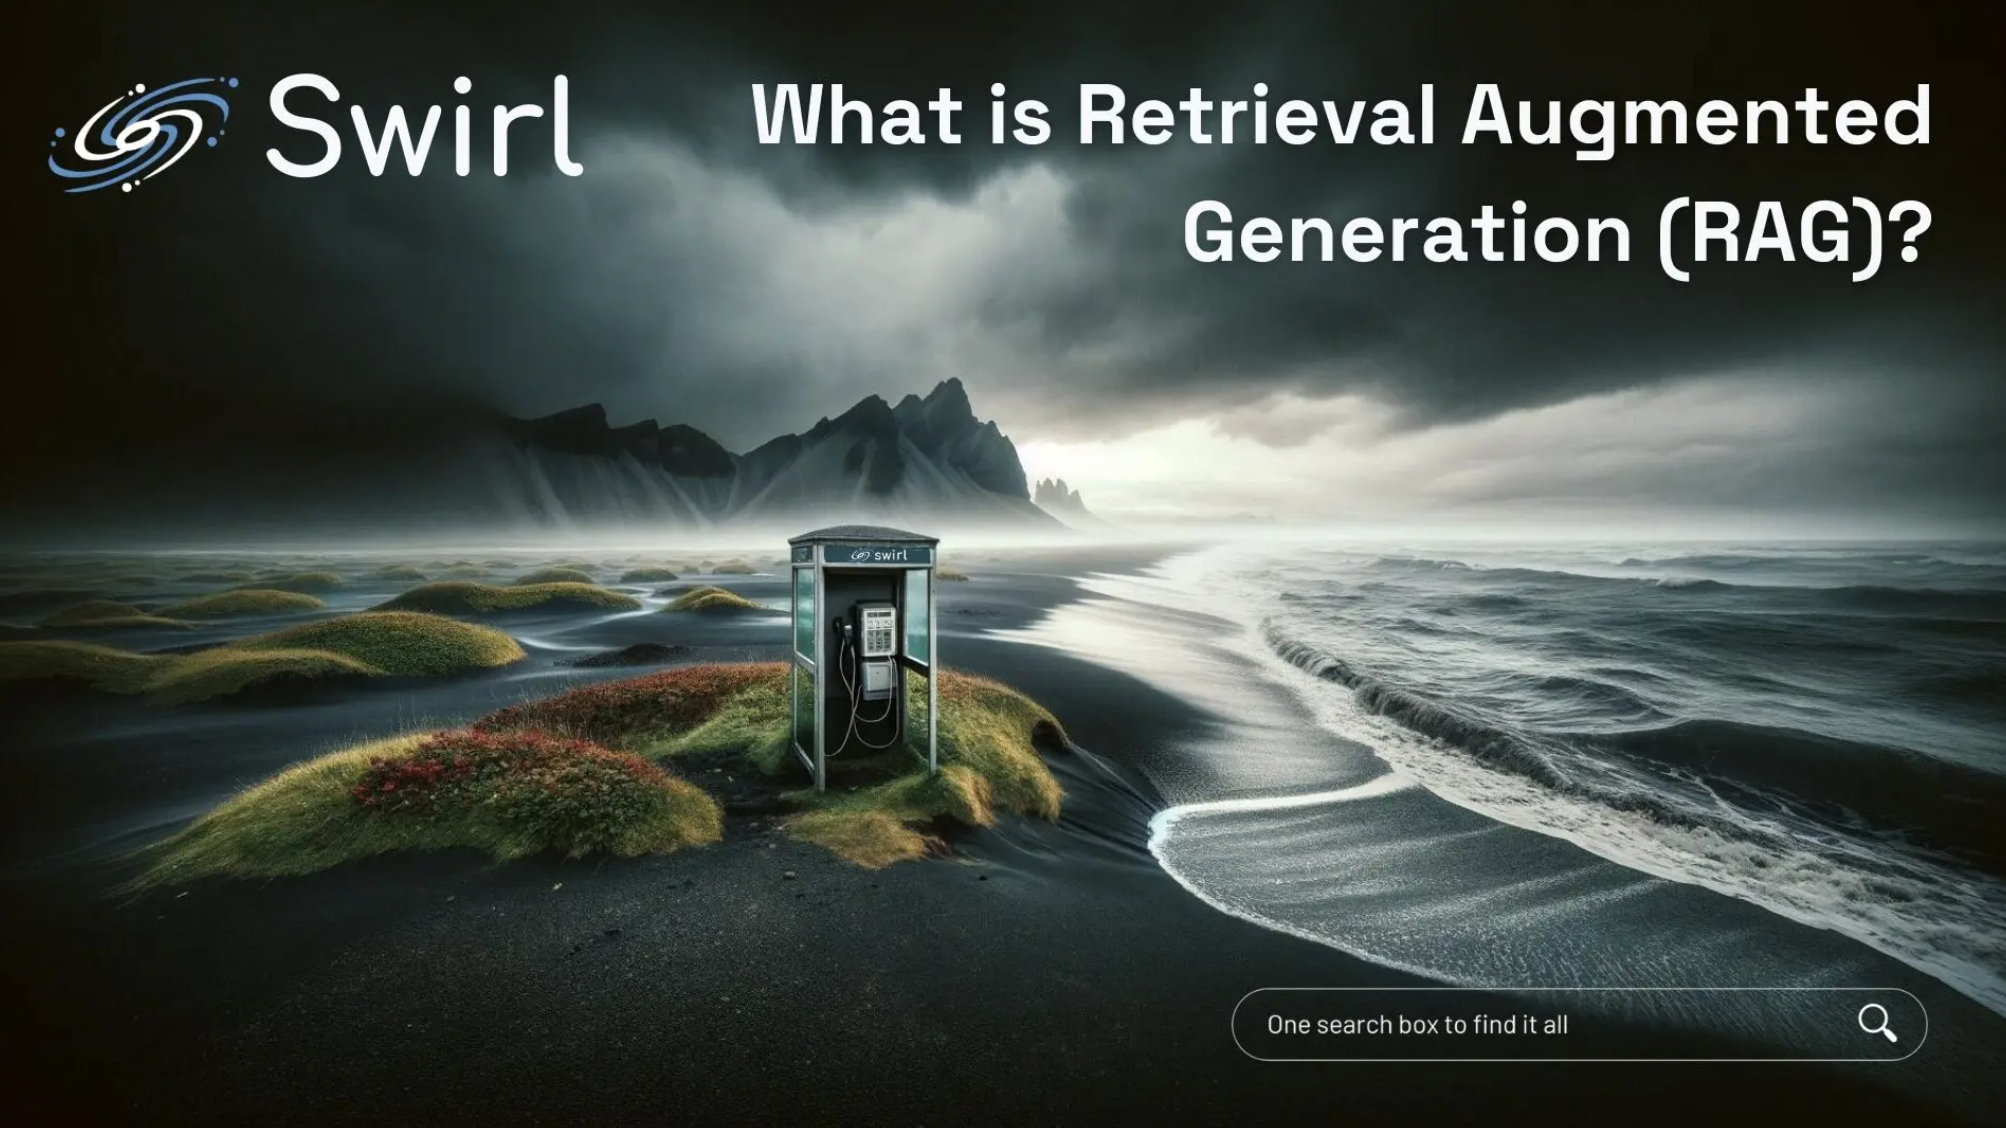 Swirl
What is Retrieval Augmented
Generation (RAG)?
swirl
One search box to find it all